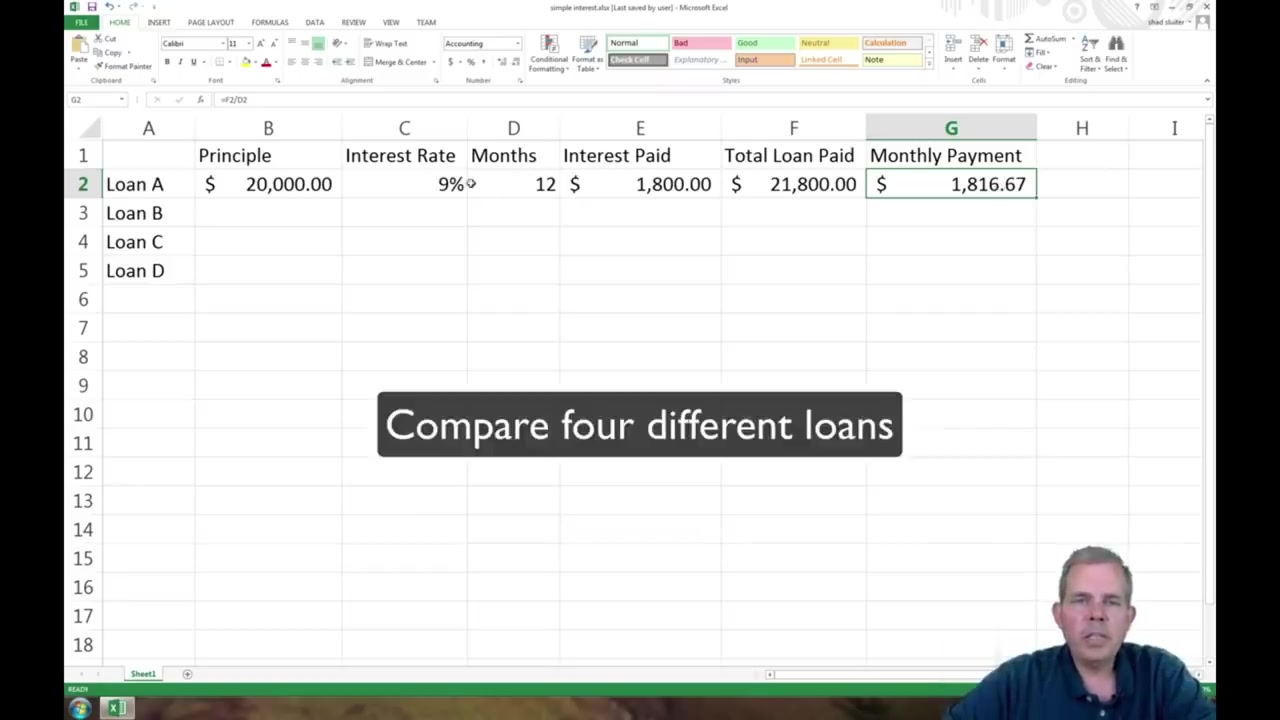 simple interest.xlsx [Last saved by user] - Microsoft Excel
FILE HOME INSERT PAGE LAYOUT FORMULAS DATA REVIEW VIEW TEAM shad sluiter
Cut Calibri 11 Wrap Text Accounting Normal Bad Good Neutral Calculation AutoSum
Copy Fill
Paste Format Painter B I U Merge & Center $ % , Conditional Formatting Format as Table Check Cell Explanatory ... Input Linked Cell Note Insert Delete Format Clear Sort & Filter Find & Select
Clipboard Font Alignment Number Styles Cells Editing
G2 fx =F2/D2
A B C D E F G H I
1 Principle Interest Rate Months Interest Paid Total Loan Paid Monthly Payment
2 Loan A $ 20,000.00 9% 12 $ 1,800.00 $ 21,800.00 $ 1,816.67
3 Loan B
4 Loan C
5 Loan D
6
7
8
9
10
Compare four different loans
11
12
13
14
15
16
17
18
Sheet1
READY